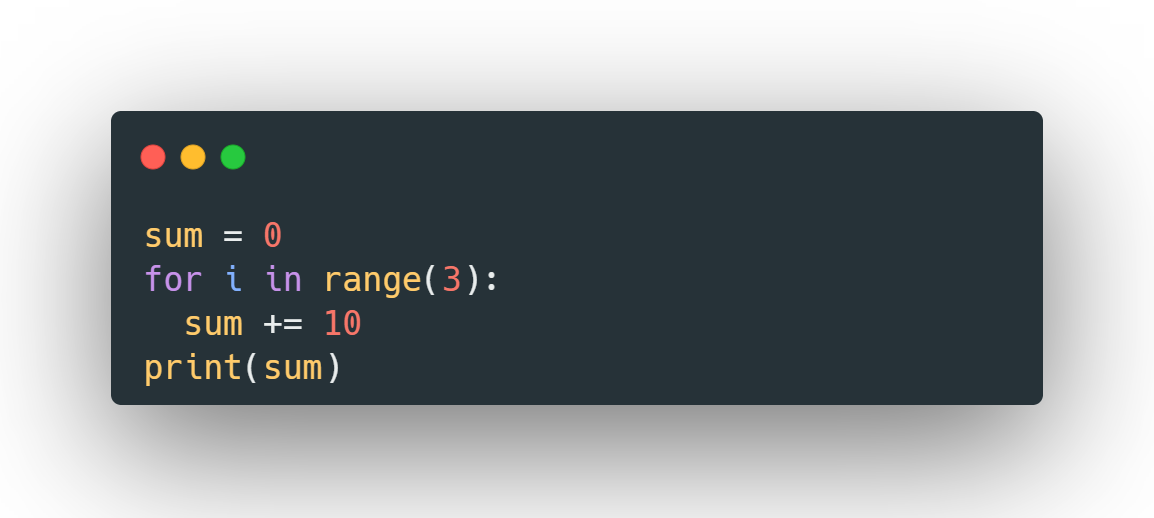 sum = 0
for i in range(3):
  sum += 10
print(sum)